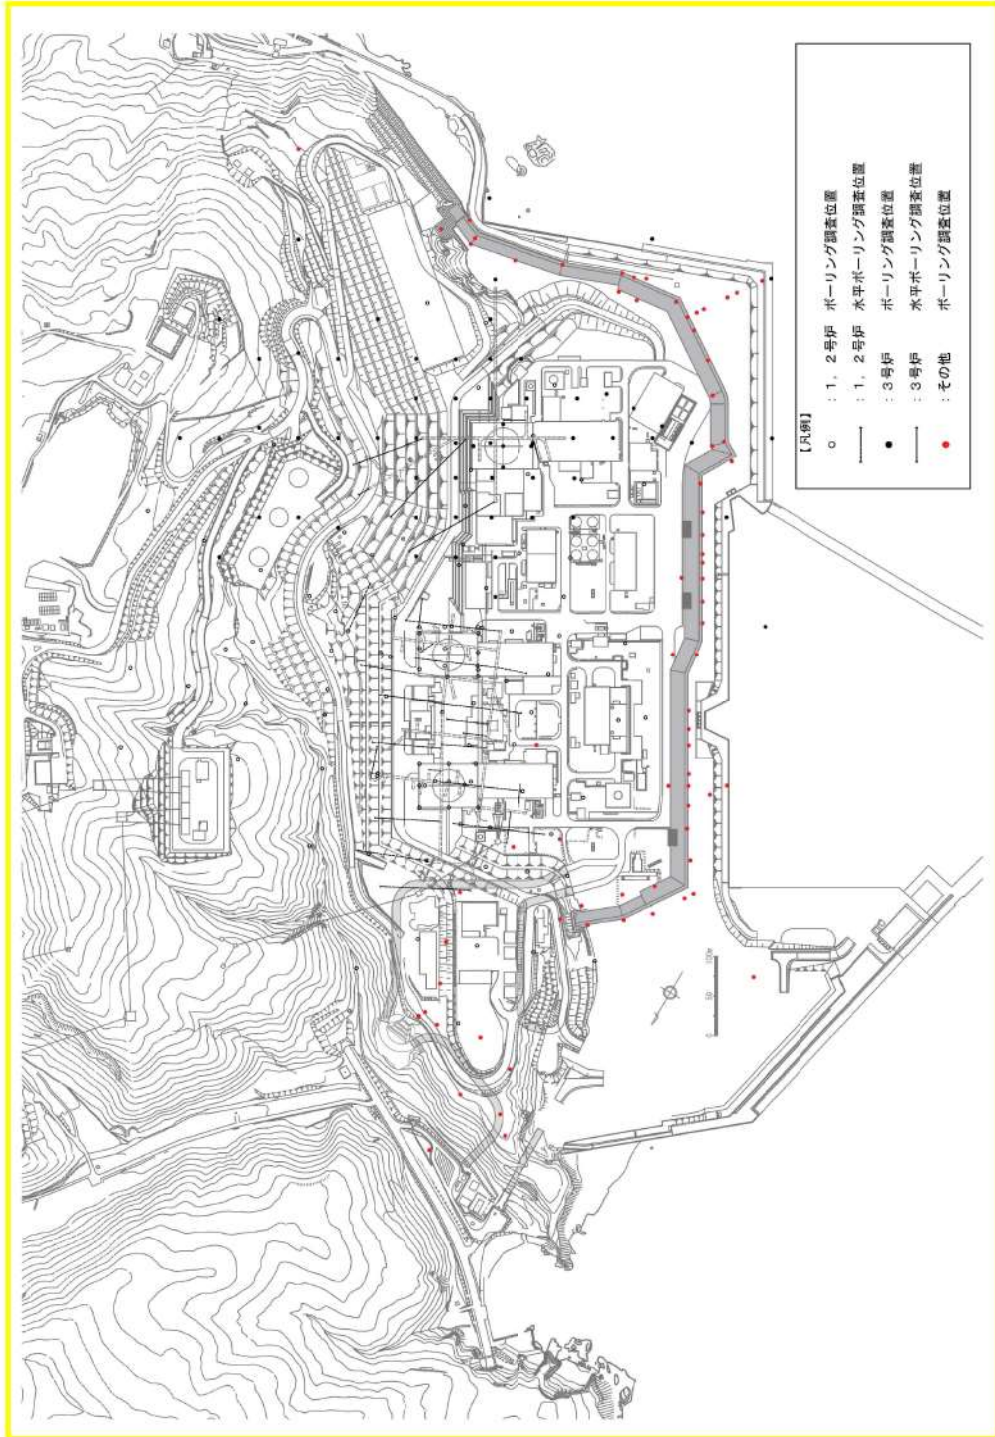 【凡例】
○ : 1，2号炉 ボーリング調査位置
: 1，2号炉 水平ボーリング調査位置
● : 3号炉 ボーリング調査位置
: 3号炉 水平ボーリング調査位置
● : その他 ボーリング調査位置
0 50 100m